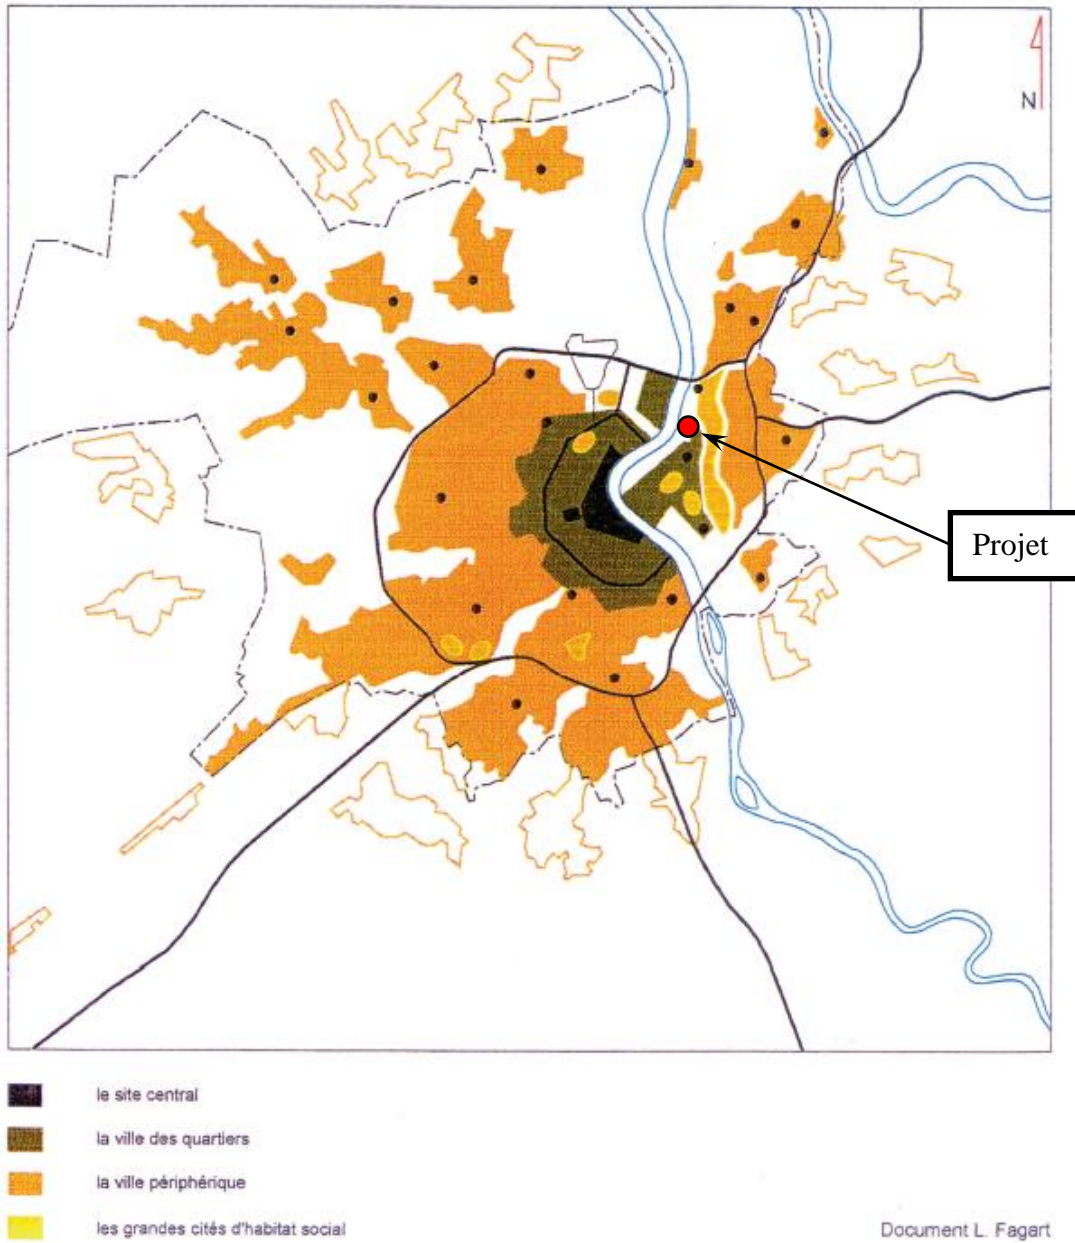 N
Projet
le site central
la ville des quartiers
la ville périphérique
les grandes cités d'habitat social
Document L. Fagart